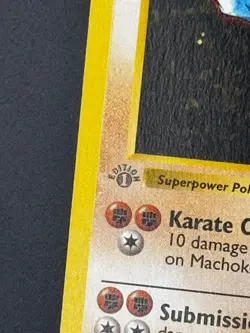 EDITION
1
Superpower Pok
Karate C
10 damage
on Machok
Submissi